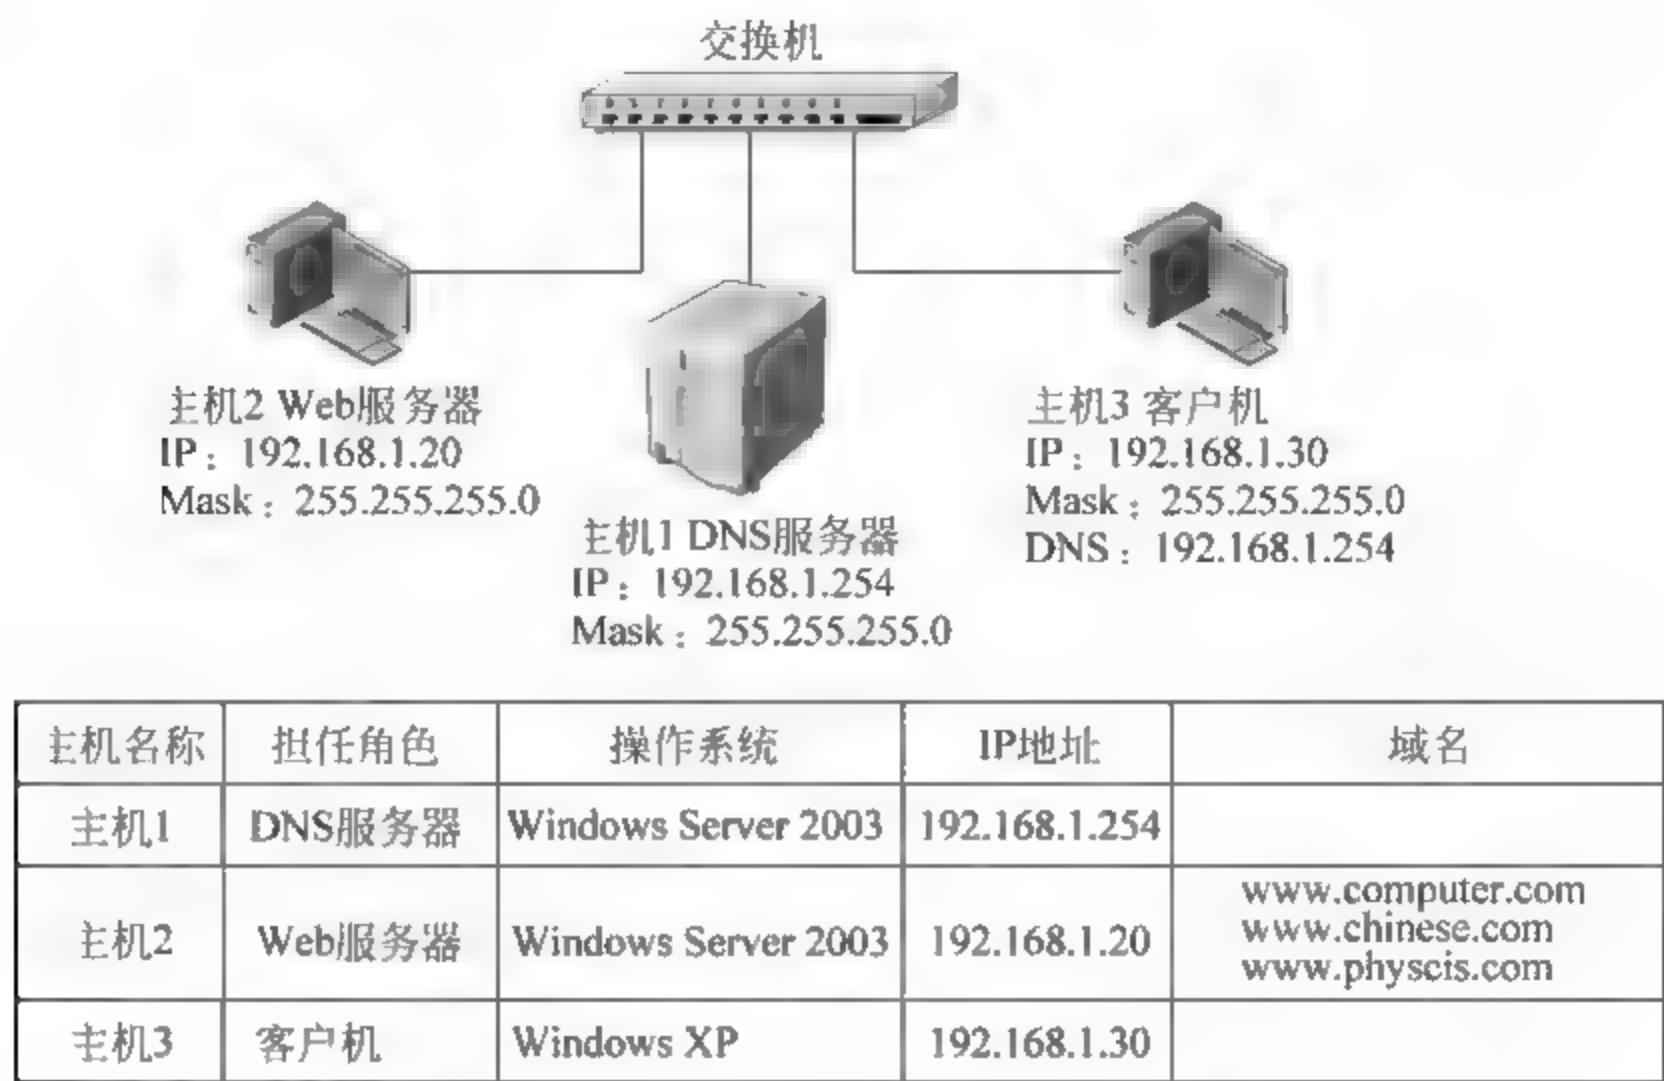 交换机
主机2 Web服务器
IP：192.168.1.20
Mask：255.255.255.0
主机1 DNS服务器
IP：192.168.1.254
Mask：255.255.255.0
主机3 客户机
IP：192.168.1.30
Mask：255.255.255.0
DNS：192.168.1.254
主机名称 担任角色 操作系统 IP地址 域名
主机1 DNS服务器 Windows Server 2003 192.168.1.254
主机2 Web服务器 Windows Server 2003 192.168.1.20 www.computer.com
www.chinese.com
www.physcis.com
主机3 客户机 Windows XP 192.168.1.30